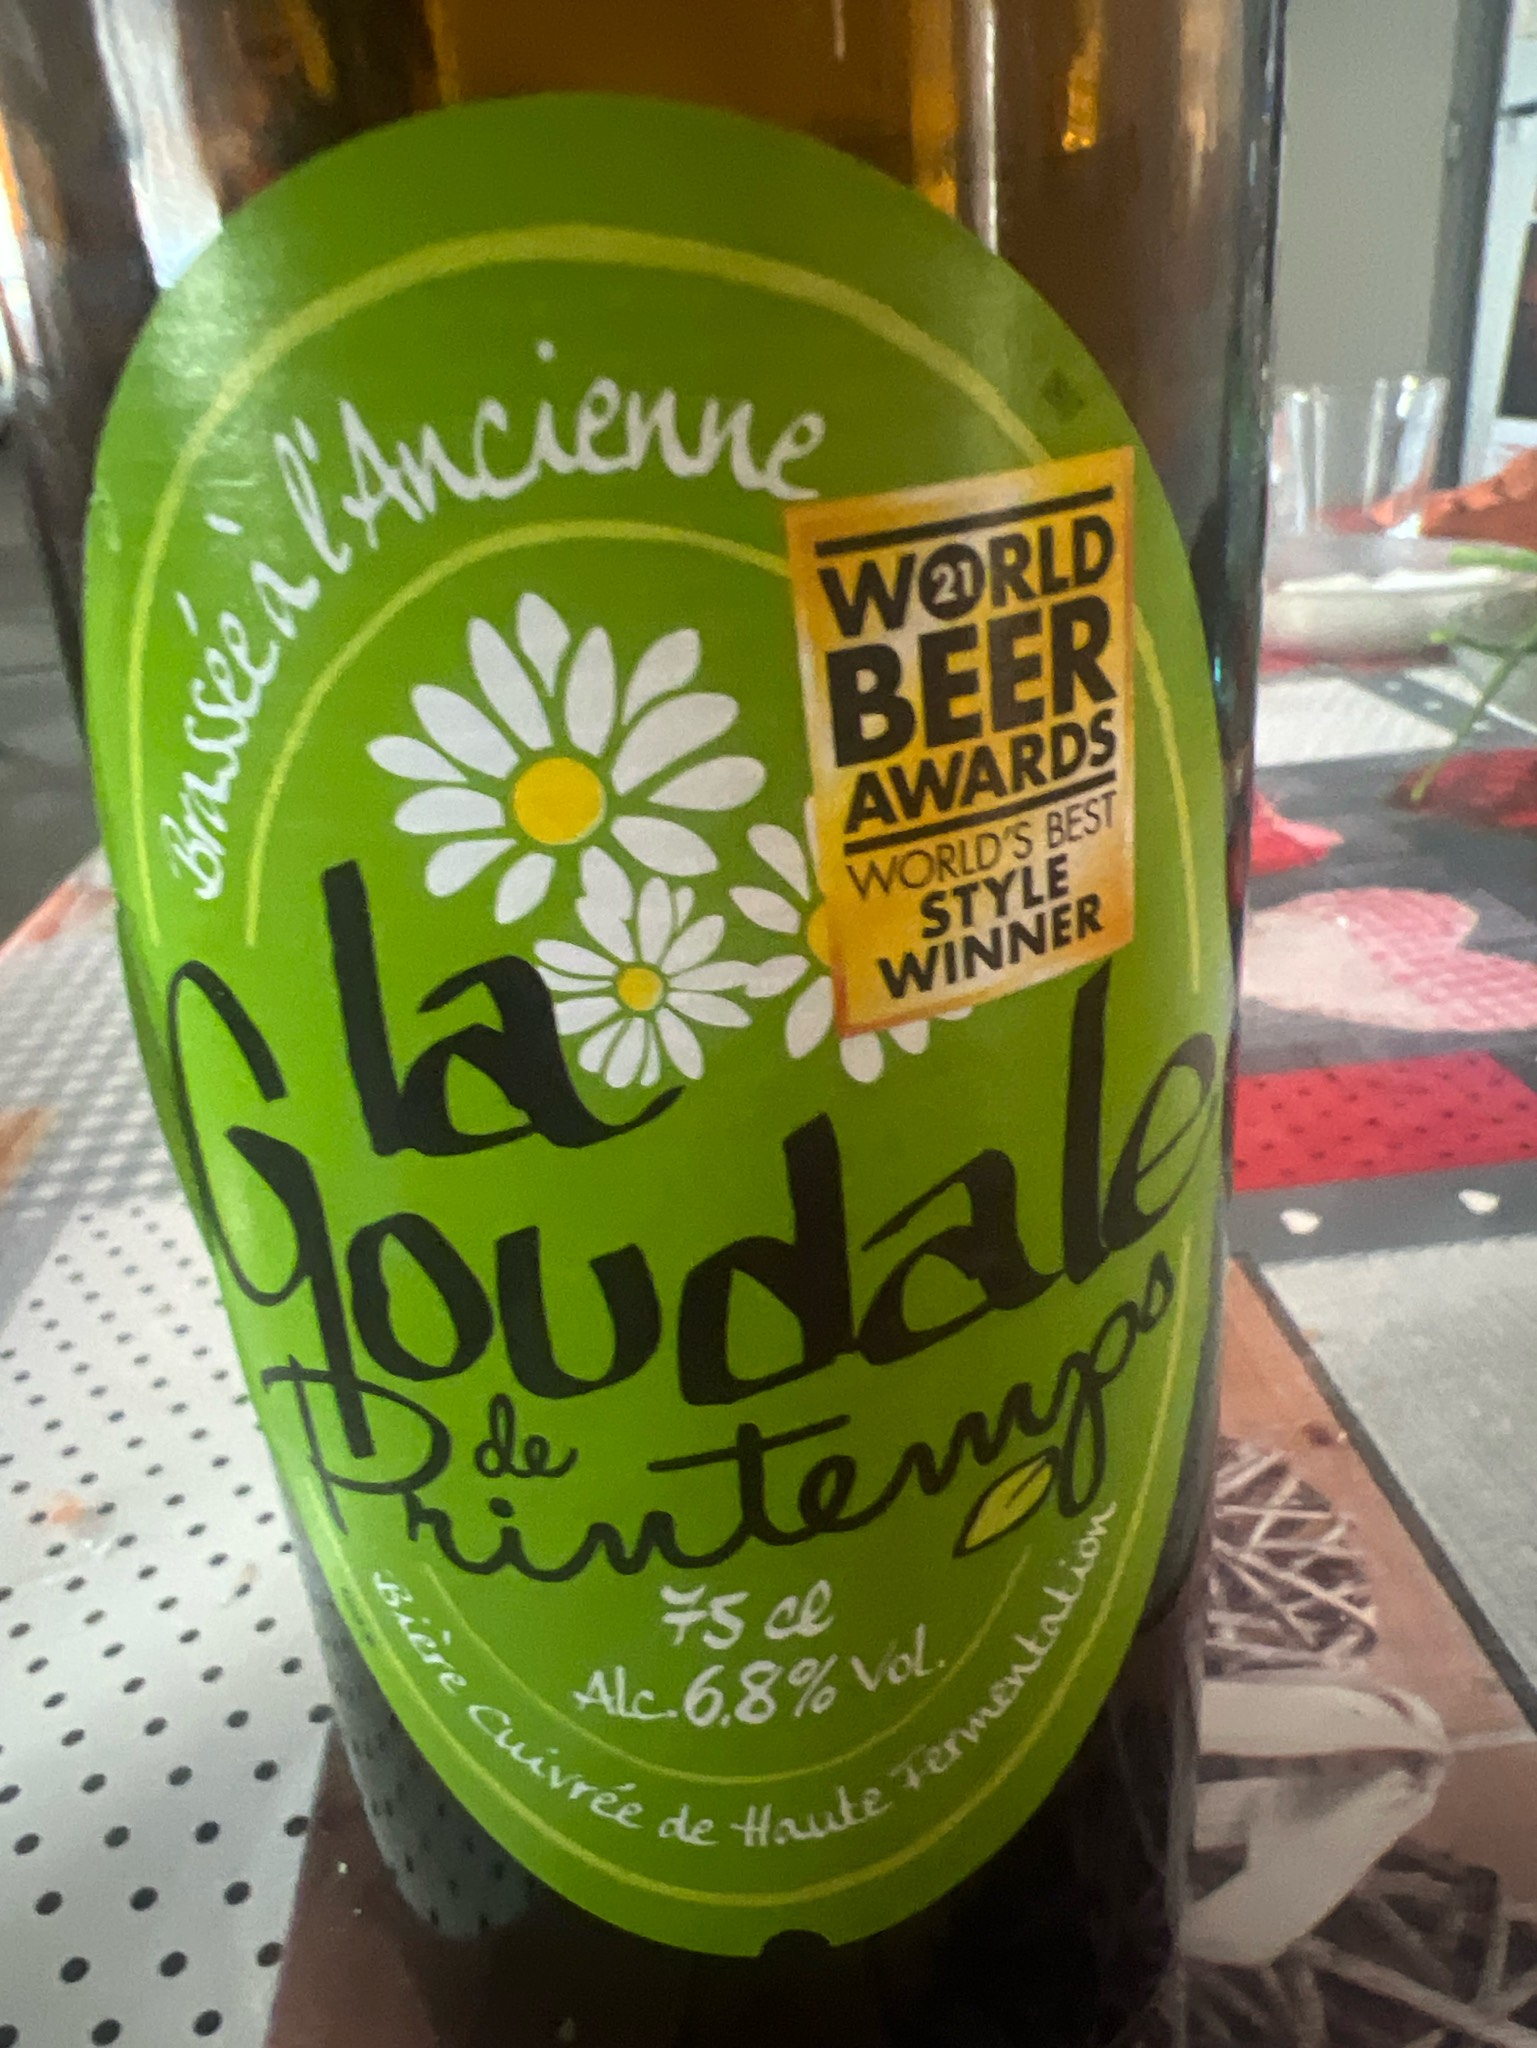 Brassée à l'Ancienne
WORLD
21
BEER
AWARDS
WORLD'S BEST
STYLE
WINNER
la
Goudale
de
Printemps
75 cl
Alc. 6.8% Vol.
Bière Cuivrée de Haute Fermentation